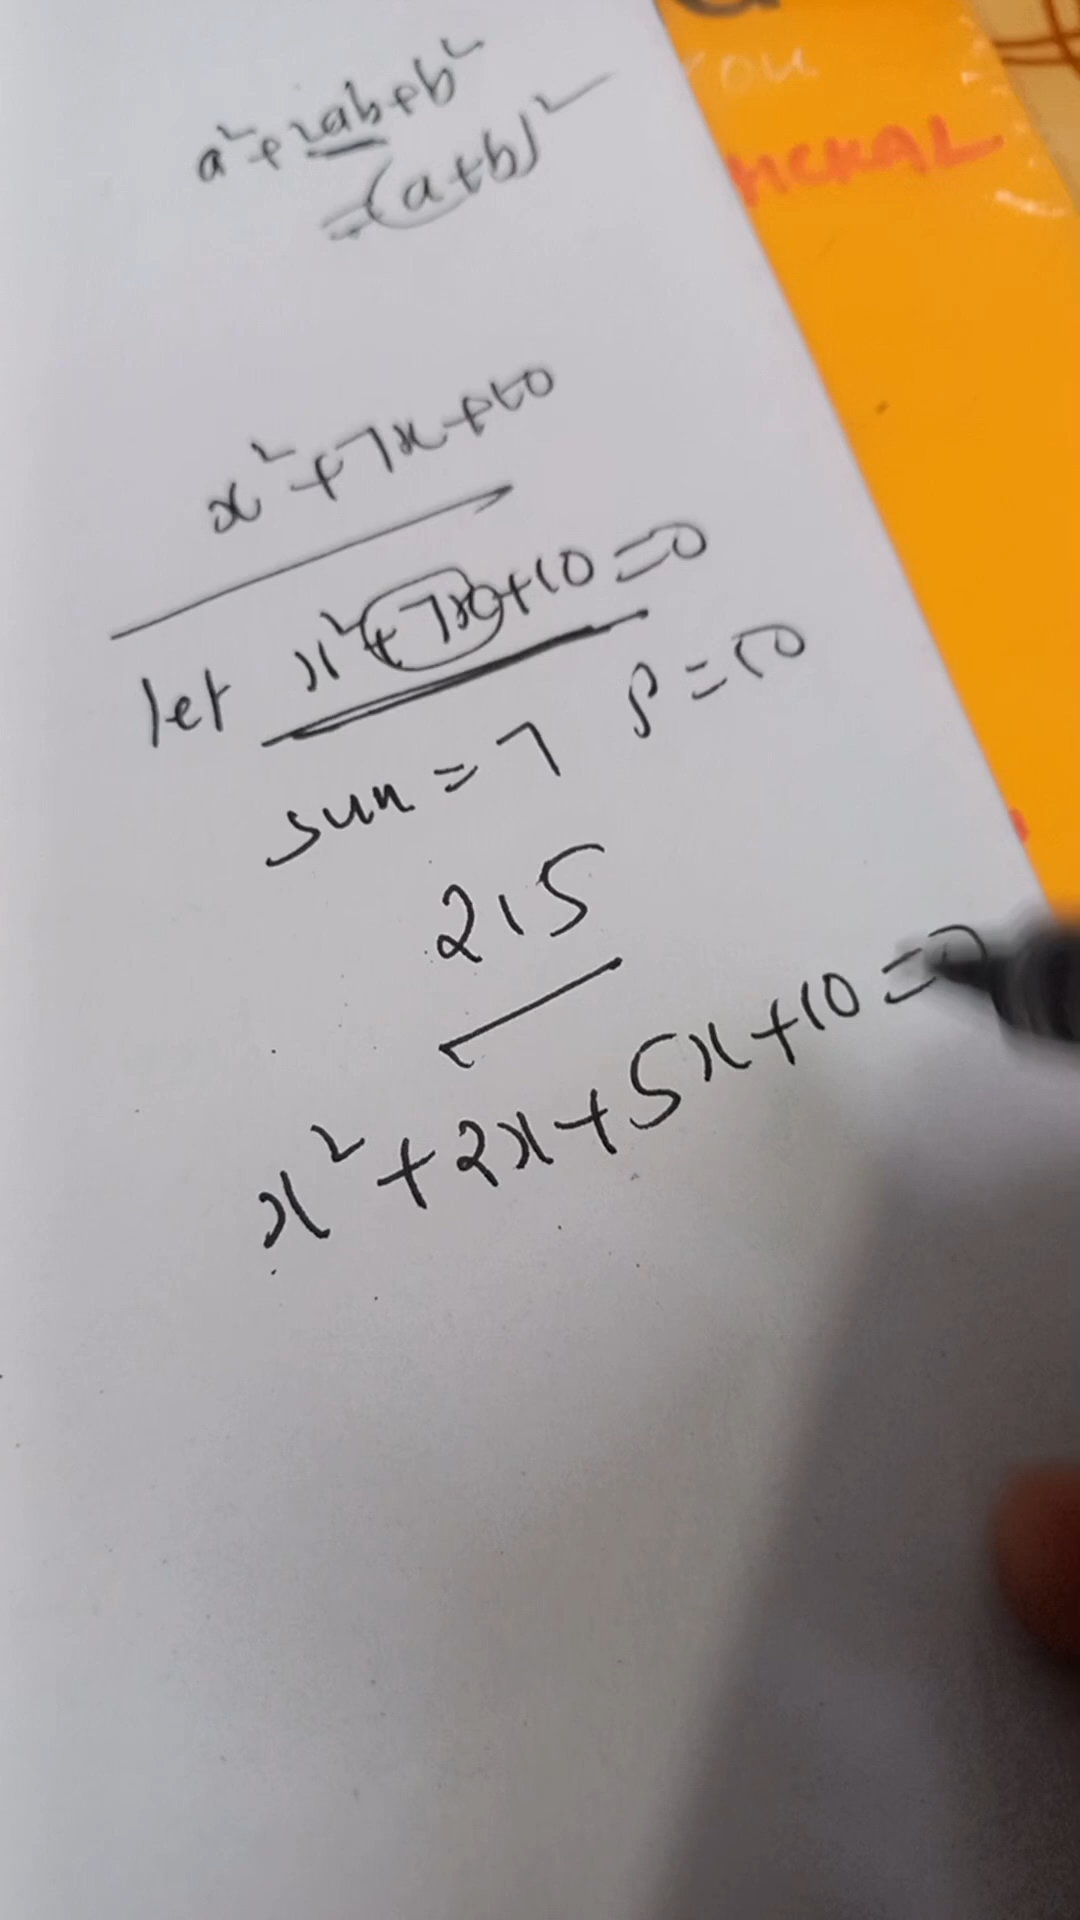 a²+2ab+b²
=(a+b)²
YOU
x²+7x+10
let x²+7x+10=0
sum=7 P=10
2,5
x²+2x+5x+10=0